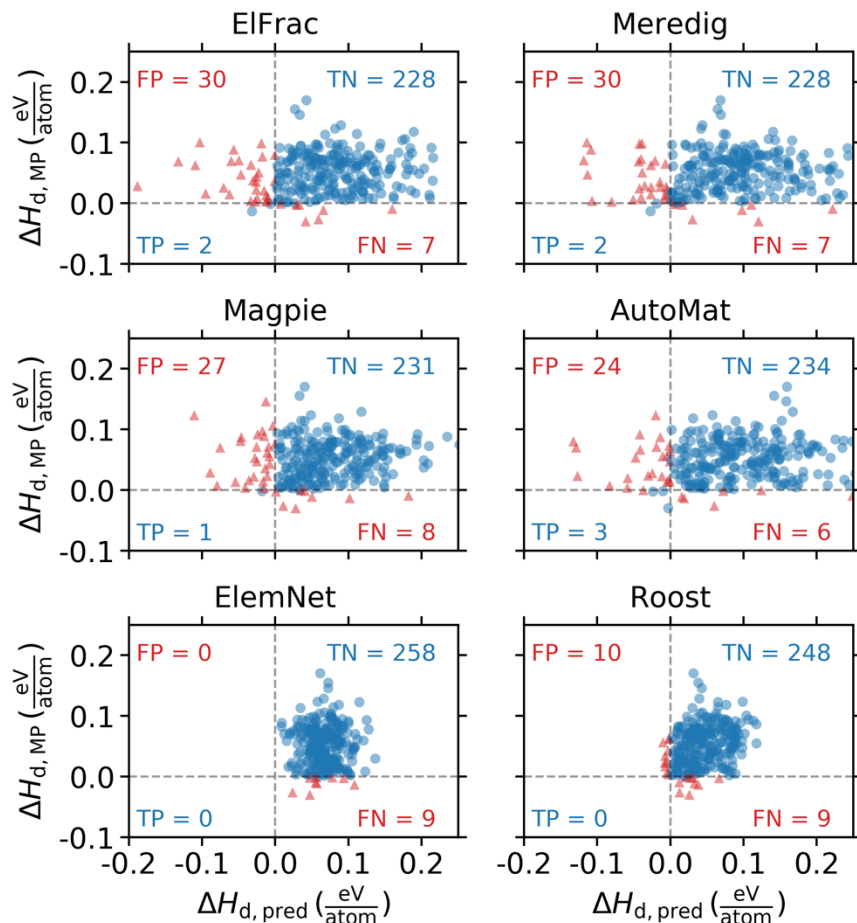 ElFrac Meredig
FP = 30 TN = 228 FP = 30 TN = 228
0.2
0.1
0.0
-0.1
ΔH_d, MP (eV/atom)
TP = 2 FN = 7 TP = 2 FN = 7
Magpie AutoMat
FP = 27 TN = 231 FP = 24 TN = 234
0.2
0.1
0.0
-0.1
ΔH_d, MP (eV/atom)
TP = 1 FN = 8 TP = 3 FN = 6
ElemNet Roost
FP = 0 TN = 258 FP = 10 TN = 248
0.2
0.1
0.0
-0.1
ΔH_d, MP (eV/atom)
TP = 0 FN = 9 TP = 0 FN = 9
-0.2 -0.1 0.0 0.1 0.2 -0.2 -0.1 0.0 0.1 0.2
ΔH_d, pred (eV/atom) ΔH_d, pred (eV/atom)